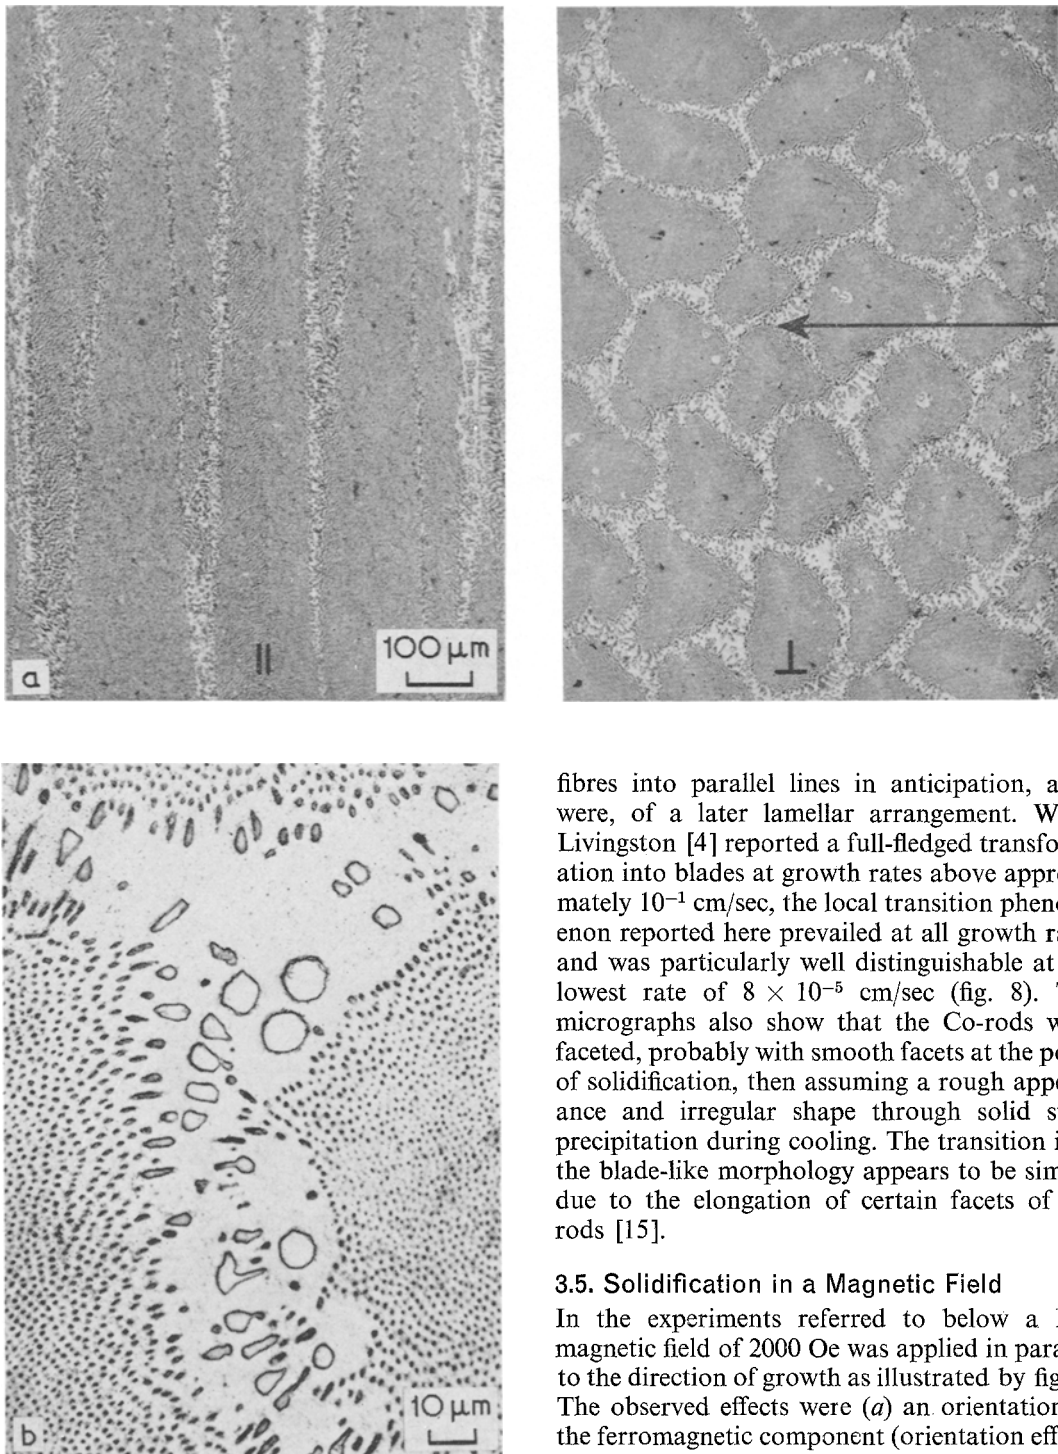 a
||
100 μm
⊥
b
10 μm
fibres into parallel lines in anticipation, a
were, of a later lamellar arrangement. W
Livingston [4] reported a full-fledged transfo
ation into blades at growth rates above appr
mately 10⁻¹ cm/sec, the local transition phen
enon reported here prevailed at all growth r
and was particularly well distinguishable at
lowest rate of 8 × 10⁻⁵ cm/sec (fig. 8).
micrographs also show that the Co-rods w
faceted, probably with smooth facets at the p
of solidification, then assuming a rough appe
ance and irregular shape through solid s
precipitation during cooling. The transition i
the blade-like morphology appears to be sim
due to the elongation of certain facets of
rods [15].
3.5. Solidification in a Magnetic Field
In the experiments referred to below a
magnetic field of 2000 Oe was applied in para
to the direction of growth as illustrated by fig
The observed effects were (a) an orientation
the ferromagnetic component (orientation eff